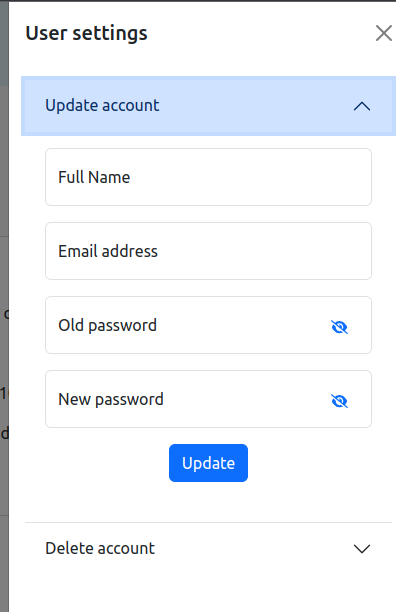 User settings
Update account
Full Name
Email address
Old password
New password
Update
Delete account